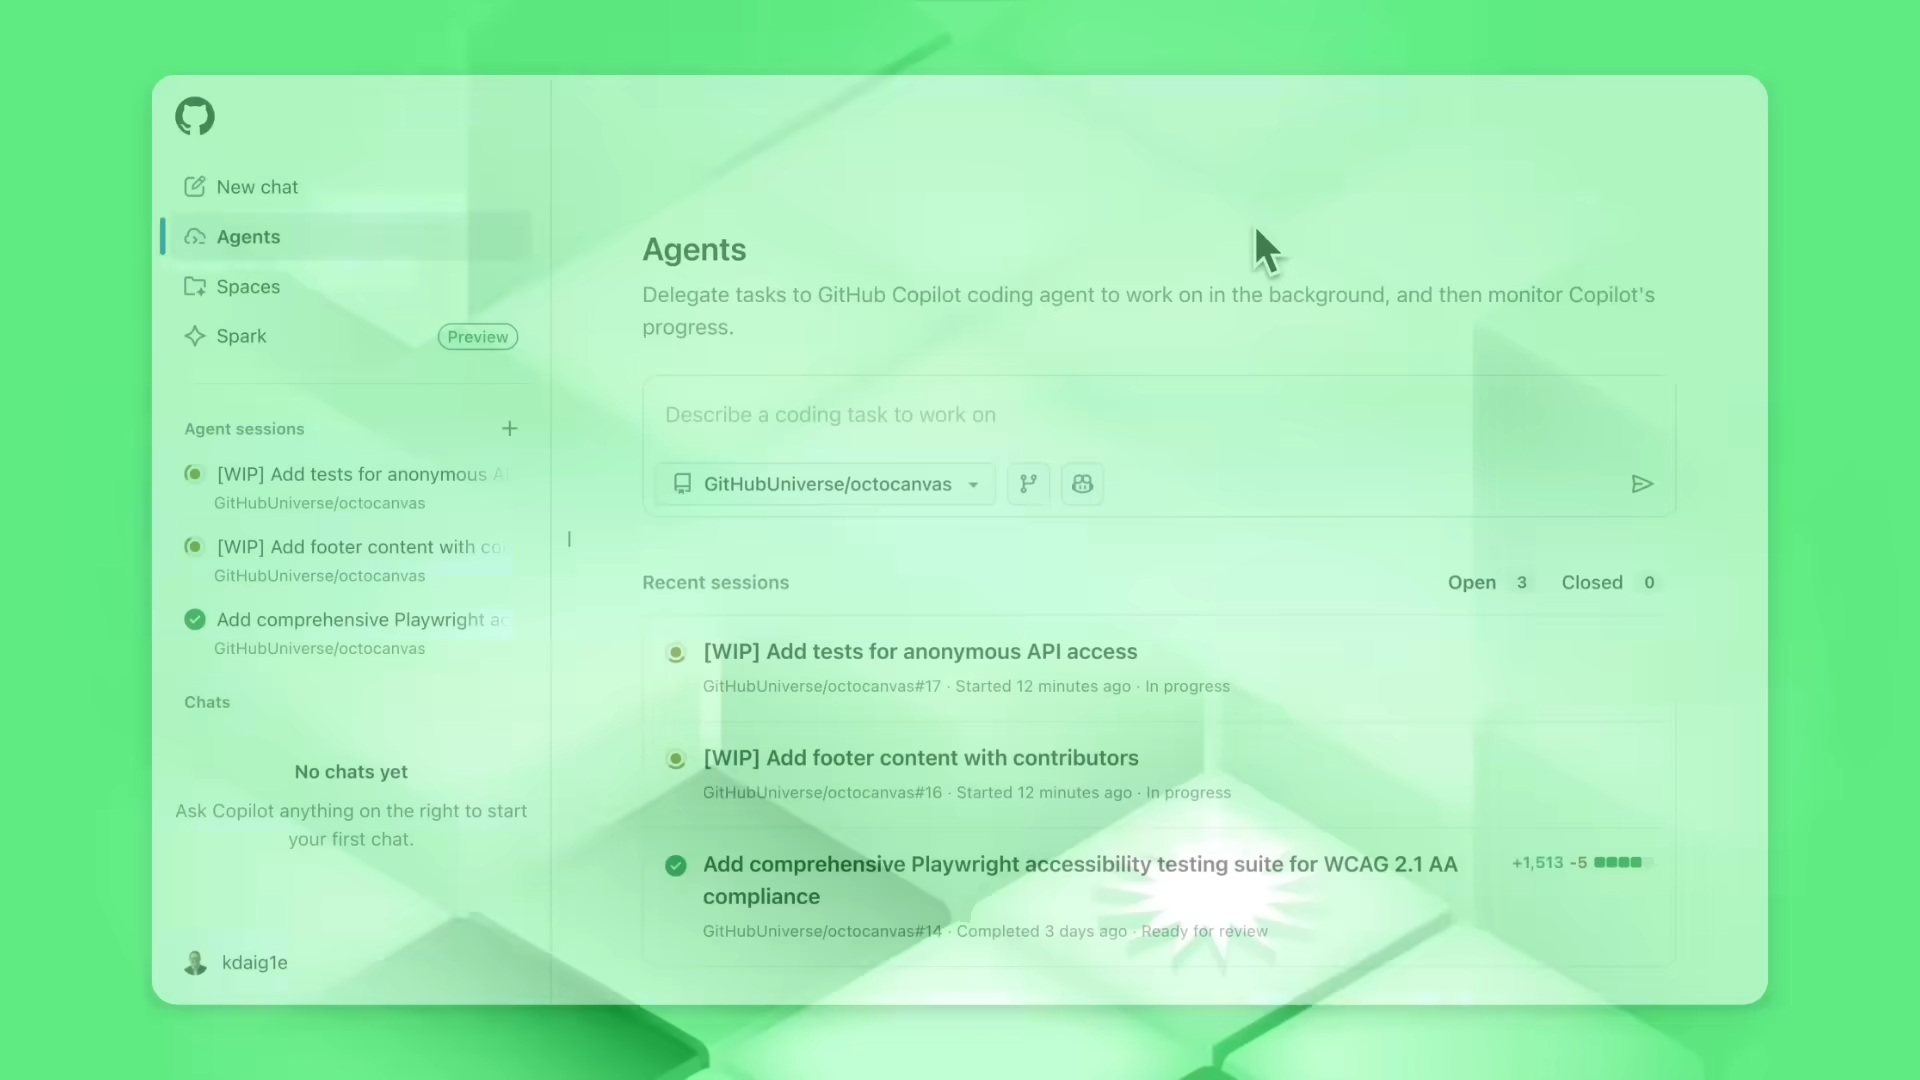 New chat
Agents
Spaces
Spark
Preview
Agent sessions
[WIP] Add tests for anonymous A
GitHubUniverse/octocanvas
[WIP] Add footer content with co
GitHubUniverse/octocanvas
Add comprehensive Playwright ac
GitHubUniverse/octocanvas
Chats
No chats yet
Ask Copilot anything on the right to start
your first chat.
kdaig1e
Agents
Delegate tasks to GitHub Copilot coding agent to work on in the background, and then monitor Copilot's
progress.
Describe a coding task to work on
GitHubUniverse/octocanvas
Recent sessions
Open 3 Closed 0
[WIP] Add tests for anonymous API access
GitHubUniverse/octocanvas#17 · Started 12 minutes ago · In progress
[WIP] Add footer content with contributors
GitHubUniverse/octocanvas#16 · Started 12 minutes ago · In progress
Add comprehensive Playwright accessibility testing suite for WCAG 2.1 AA
compliance
+1,513 -5
GitHubUniverse/octocanvas#14 · Completed 3 days ago · Ready for review